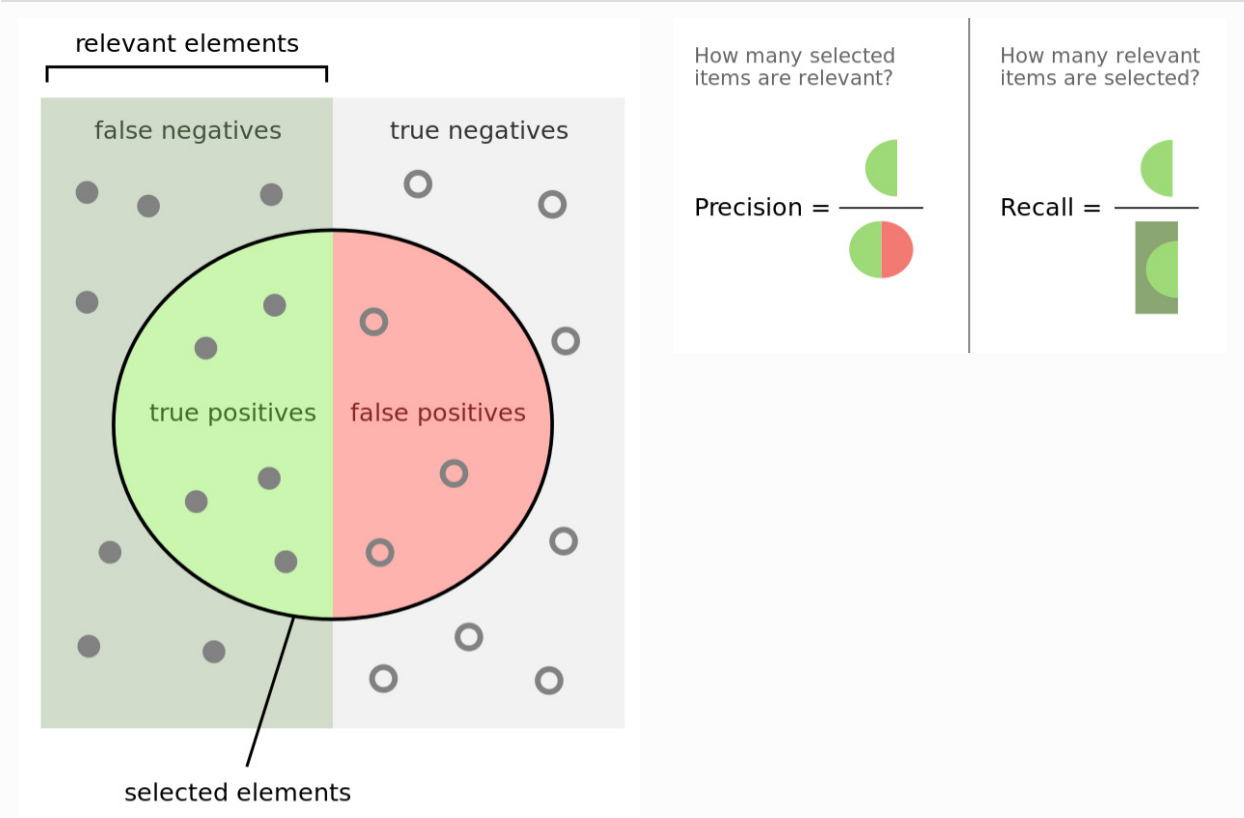 relevant elements
false negatives
true negatives
true positives
false positives
selected elements
How many selected
items are relevant?
Precision =
How many relevant
items are selected?
Recall =